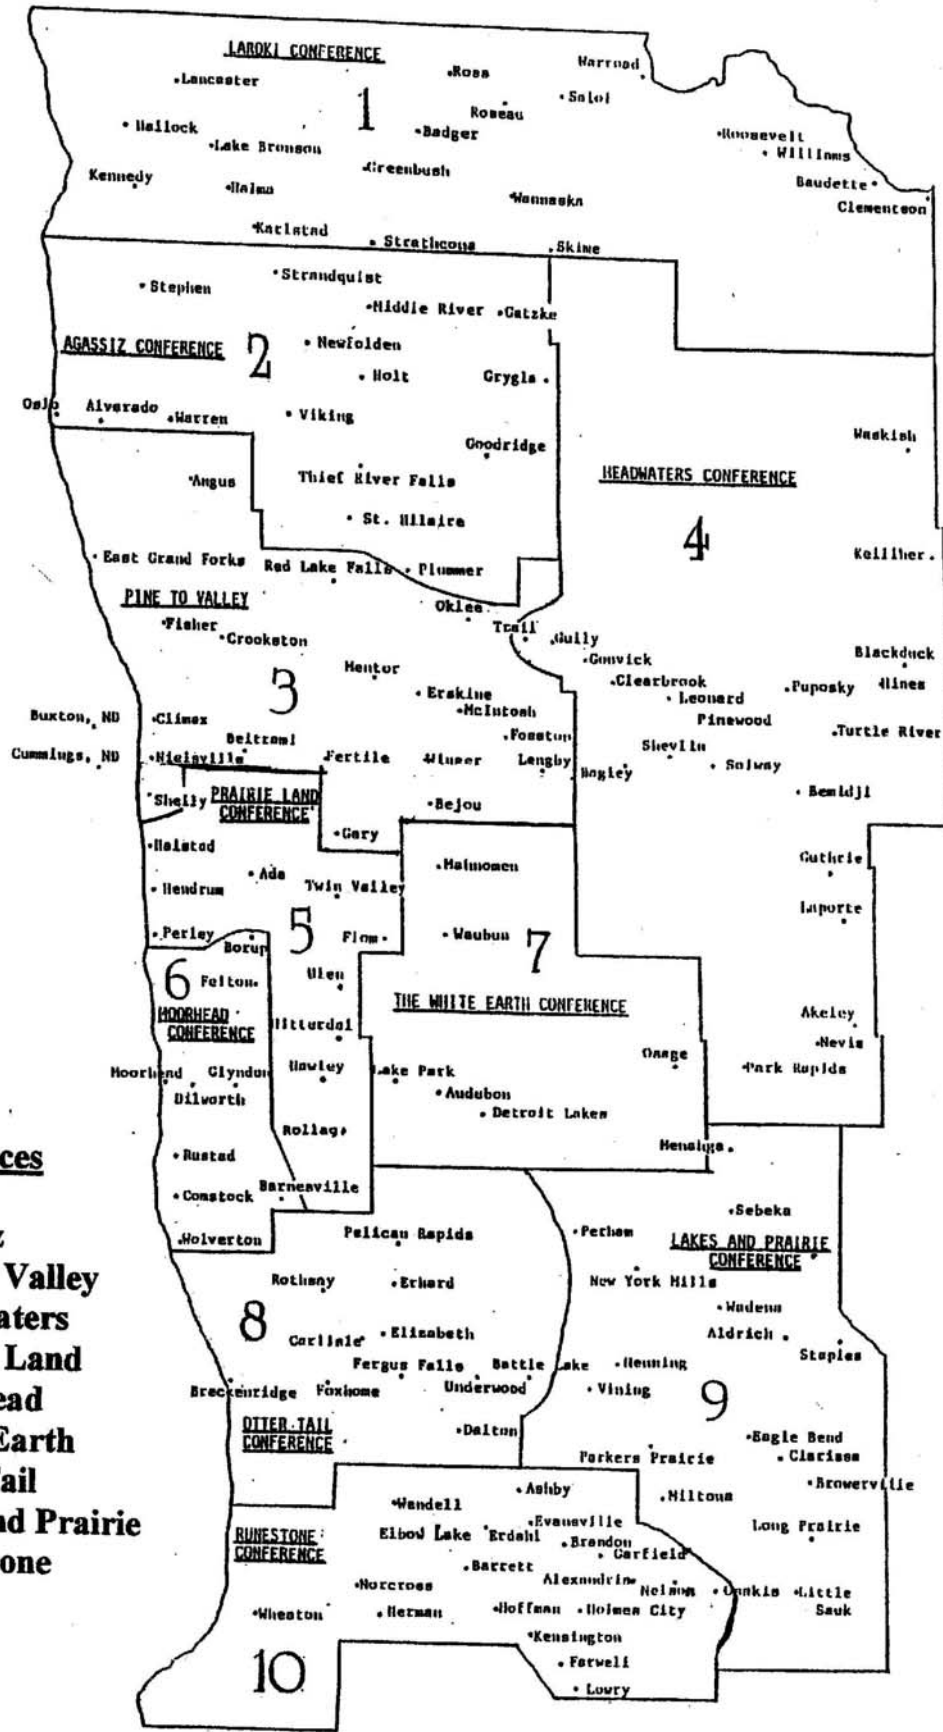 LAROKI CONFERENCE
Warroad
.Ross
.Lancaster
.Salol
1
Roseau
. Hallock
.Badger
.Roosevelt
.Lake Bronson
. Williams
.Greenbush
Kennedy
Baudette .
.Halma
.Wannaska
Clementson
.Karlstad
. Strathcona
.Skime
.Strandquist
. Stephen
.Middle River
.Gatzke
AGASSIZ CONFERENCE
2
. Newfolden
. Holt
Grygla .
Oslo
Alvarado
.Warren
. Viking
Waskish
Goodridge
.Angus
Thief River Falls
HEADWATERS CONFERENCE
. St. Hilaire
4
. East Grand Forks
Red Lake Falls
. Plummer
Kelliher .
PINE TO VALLEY
Oklee
.Fisher
.Crookston
Trail
.Gully
.Gonvick
Blackduck
3
Mentor
.Clearbrook
. Erskine
. Leonard
.Puposky
.Hines
.McIntosh
Buxton, ND
.Climax
Pinewood
.Fosston
.Turtle River
Beltrami
Shevlin
Cummings, ND
.Nielsville
Fertile
Winger
Lengby
Bagley
. Solway
. Bemidji
.Shelly
PRAIRIE LAND
CONFERENCE
.Bejou
.Gary
.Halstad
Guthrie
.Mahnomen
. Ada
. Hendrum
Twin Valley
Laporte
5
. Perley
Borup
Flom .
. Waubun
7
6
Felton.
Ulen
THE WHITE EARTH CONFERENCE
MOORHEAD
CONFERENCE
Akeley
Hitterdal
.Nevis
Osage
Moorhead
Glyndon
Hawley
Lake Park
.Park Rapids
Dilworth
. Audubon
. Detroit Lakes
Rollag.
Menahga.
ces
. Rustad
. Comstock
Barnesville
.Sebeka
z
.Wolverton
Pelican Rapids
. Perham
LAKES AND PRAIRIE
CONFERENCE
Valley
Rothsay
.Erhard
New York Mills
aters
8
. Wadena
Carlisle
. Elizabeth
Aldrich .
Land
Staples
Fergus Falls
Battle Lake
. Henning
ead
Breckenridge
Foxhome
Underwood
. Vining
9
Earth
OTTER TAIL
CONFERENCE
.Dalton
.Eagle Bend
. Clarissa
ail
Parkers Prairie
. Browerville
. Ashby
.Miltona
nd Prairie
.Wendell
.Evansville
Long Prairie
RUNESTONE
CONFERENCE
Elbow Lake
Erdahl
. Brandon
one
. Garfield
.Barrett
Alexandria
.Norcross
Nelson
. Osakis
.Little
Sauk
.Wheaton
. Herman
.Hoffman
.Holmes City
.Kensington
10
. Farwell
. Lowry